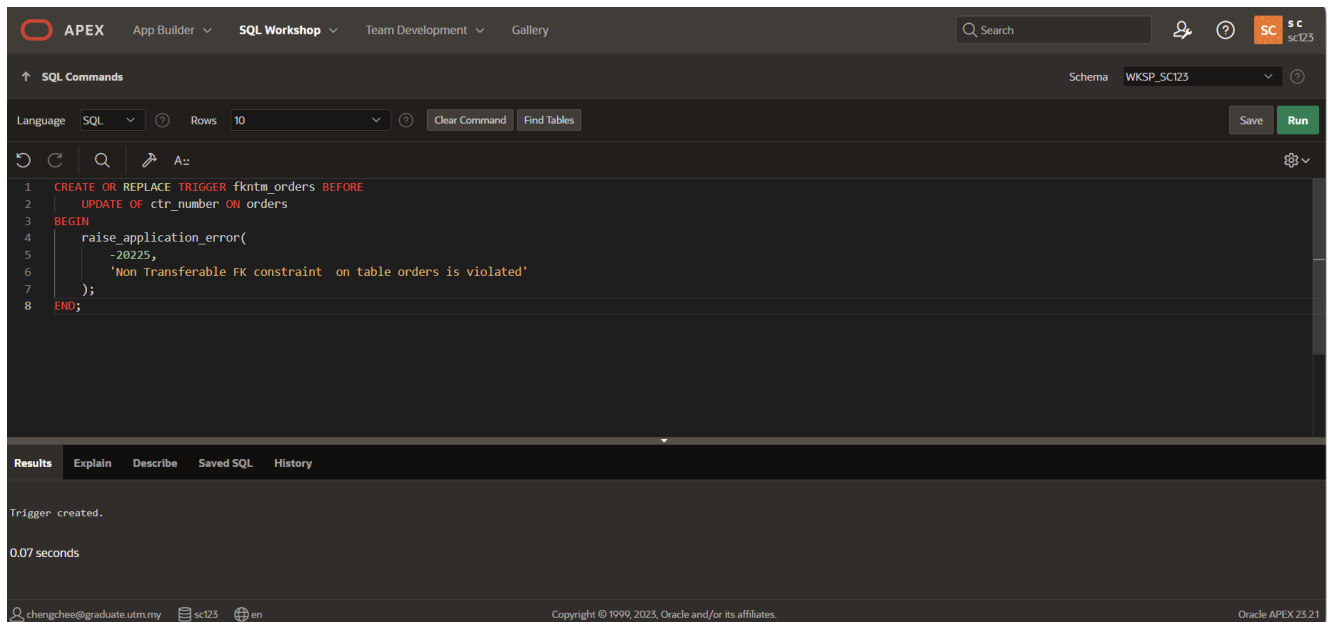 APEX App Builder SQL Workshop Team Development Gallery Search SC s c
sc123
SQL Commands Schema WKSP_SC123
Language SQL Rows 10 Clear Command Find Tables Save Run
A::
1 CREATE OR REPLACE TRIGGER fkntm_orders BEFORE
2 UPDATE OF ctr_number ON orders
3 BEGIN
4 raise_application_error(
5 -20225,
6 'Non Transferable FK constraint  on table orders is violated'
7 );
8 END;
Results Explain Describe Saved SQL History
Trigger created.
0.07 seconds
chengchee@graduate.utm.my sc123 en Copyright © 1999, 2023, Oracle and/or its affiliates. Oracle APEX 23.2.1